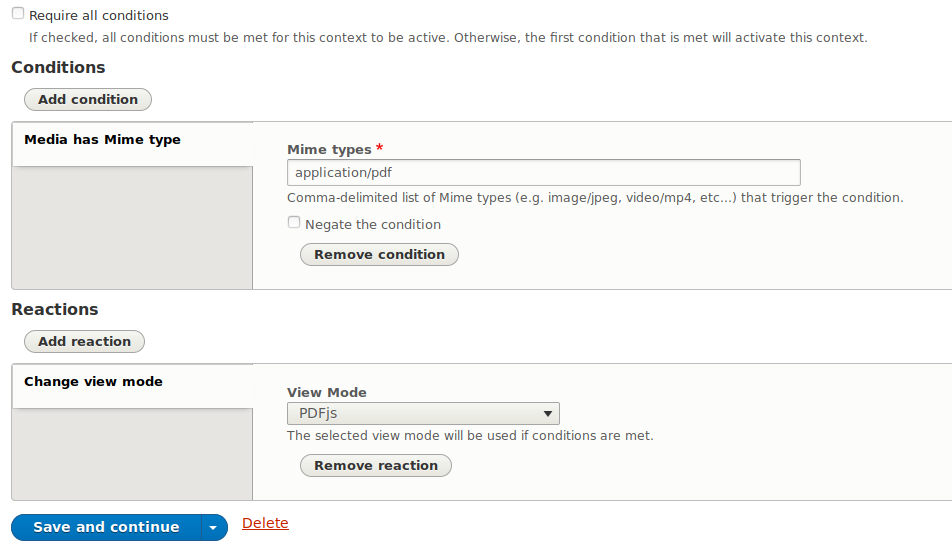 Require all conditions
If checked, all conditions must be met for this context to be active. Otherwise, the first condition that is met will activate this context.
Conditions
Add condition
Media has Mime type
Mime types *
application/pdf
Comma-delimited list of Mime types (e.g. image/jpeg, video/mp4, etc...) that trigger the condition.
Negate the condition
Remove condition
Reactions
Add reaction
Change view mode
View Mode
PDFjs
The selected view mode will be used if conditions are met.
Remove reaction
Save and continue
Delete